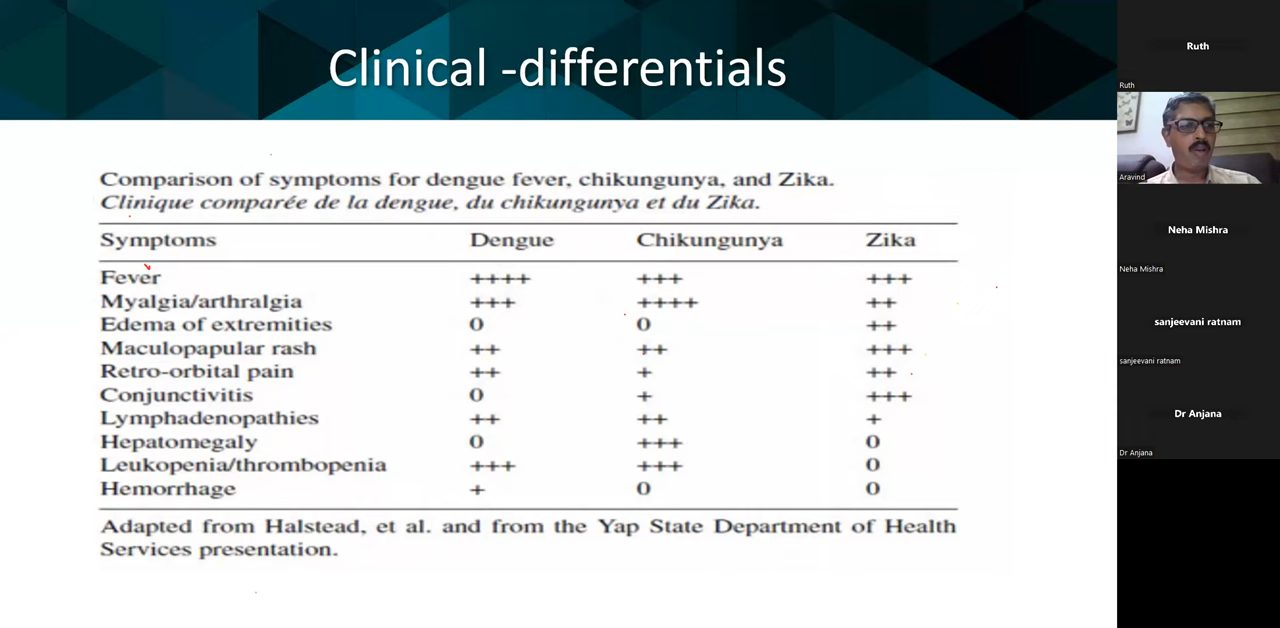 Clinical -differentials
Comparison of symptoms for dengue fever, chikungunya, and Zika.
Clinique comparée de la dengue, du chikungunya et du Zika.
Symptoms Dengue Chikungunya Zika
Fever ++++ +++ +++
Myalgia/arthralgia +++ ++++ ++
Edema of extremities 0 0 ++
Maculopapular rash ++ ++ +++
Retro-orbital pain ++ + ++
Conjunctivitis 0 + +++
Lymphadenopathies ++ ++ +
Hepatomegaly 0 +++ 0
Leukopenia/thrombopenia +++ +++ 0
Hemorrhage + 0 0
Adapted from Halstead, et al. and from the Yap State Department of Health
Services presentation.
Ruth
Ruth
Aravind
Neha Mishra
Neha Mishra
sanjeevani ratnam
sanjeevani ratnam
Dr Anjana
Dr Anjana